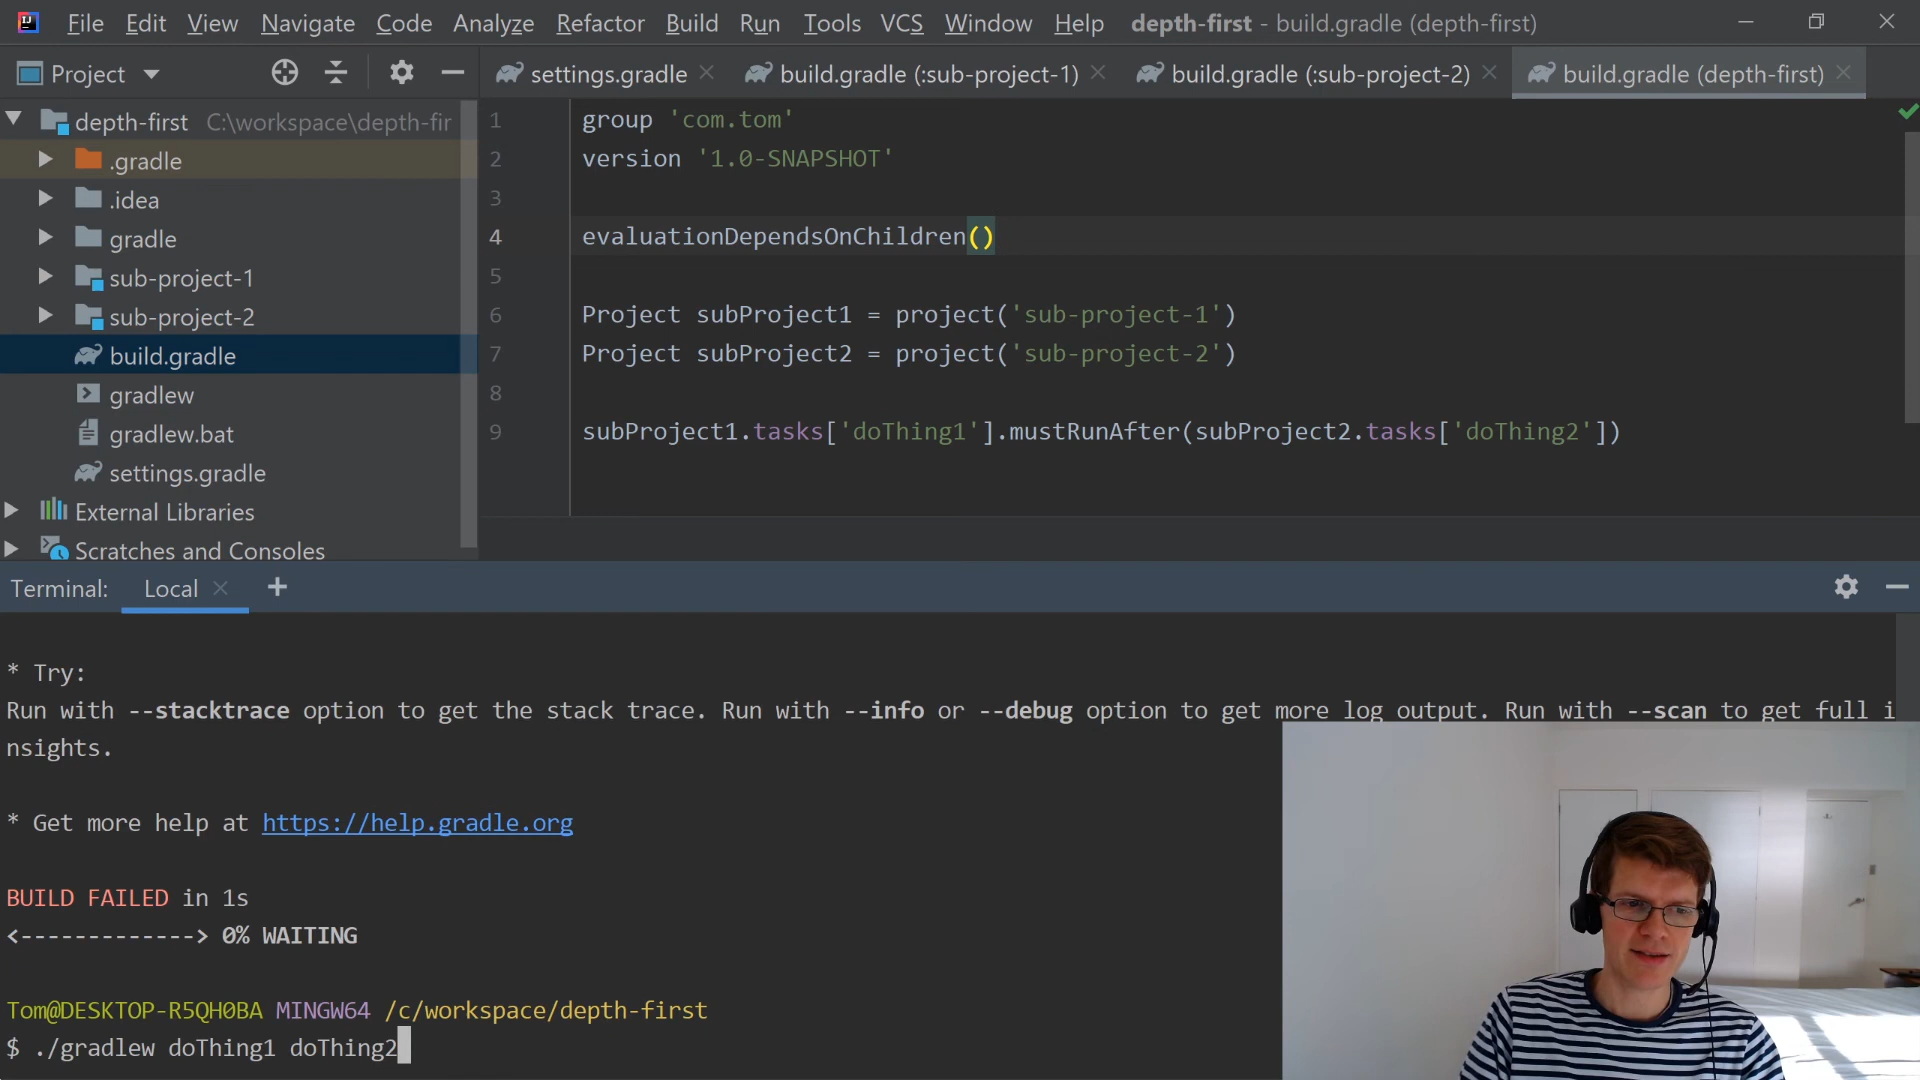 File Edit View Navigate Code Analyze Refactor Build Run Tools VCS Window Help depth-first - build.gradle (depth-first)
Project
settings.gradle build.gradle (:sub-project-1) build.gradle (:sub-project-2) build.gradle (depth-first)
depth-first C:\workspace\depth-fir
.gradle
.idea
gradle
sub-project-1
sub-project-2
build.gradle
gradlew
gradlew.bat
settings.gradle
External Libraries
Scratches and Consoles
1 group 'com.tom'
2 version '1.0-SNAPSHOT'
3
4 evaluationDependsOnChildren()
5
6 Project subProject1 = project('sub-project-1')
7 Project subProject2 = project('sub-project-2')
8
9 subProject1.tasks['doThing1'].mustRunAfter(subProject2.tasks['doThing2'])
Terminal: Local
* Try:
Run with --stacktrace option to get the stack trace. Run with --info or --debug option to get more log output. Run with --scan to get full i
nsights.
* Get more help at https://help.gradle.org
BUILD FAILED in 1s
<-------------> 0% WAITING
Tom@DESKTOP-R5QH0BA MINGW64 /c/workspace/depth-first
$ ./gradlew doThing1 doThing2